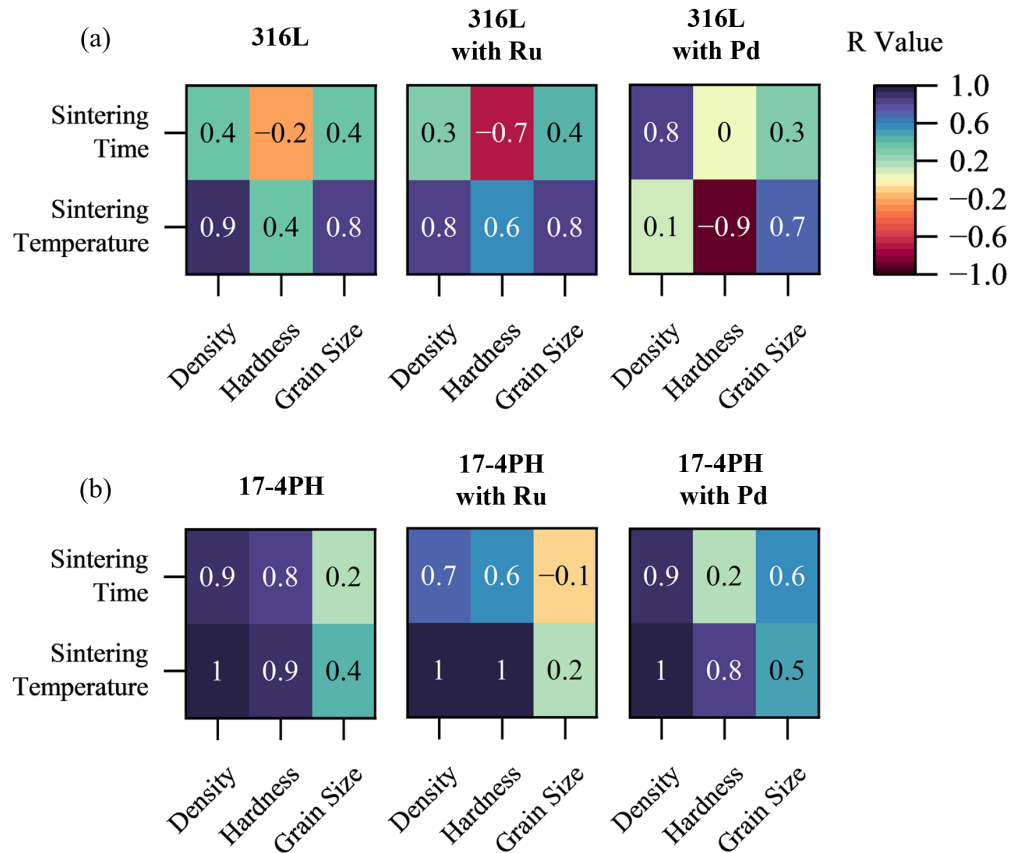 (a)
316L
316L
with Ru
316L
with Pd
R Value
Sintering
Time
0.4 −0.2 0.4
0.3 −0.7 0.4
0.8 0 0.3
Sintering
Temperature
0.9 0.4 0.8
0.8 0.6 0.8
0.1 −0.9 0.7
1.0
0.6
0.2
−0.2
−0.6
−1.0
Density
Hardness
Grain Size
Density
Hardness
Grain Size
Density
Hardness
Grain Size
(b)
17-4PH
17-4PH
with Ru
17-4PH
with Pd
Sintering
Time
0.9 0.8 0.2
0.7 0.6 −0.1
0.9 0.2 0.6
Sintering
Temperature
1 0.9 0.4
1 1 0.2
1 0.8 0.5
Density
Hardness
Grain Size
Density
Hardness
Grain Size
Density
Hardness
Grain Size